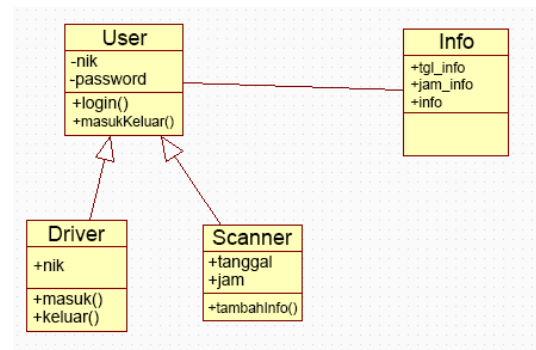 User
-nik
-password
+login()
+masukKeluar()
Info
+tgl_info
+jam_info
+info
Driver
+nik
+masuk()
+keluar()
Scanner
+tanggal
+jam
+tambahInfo()